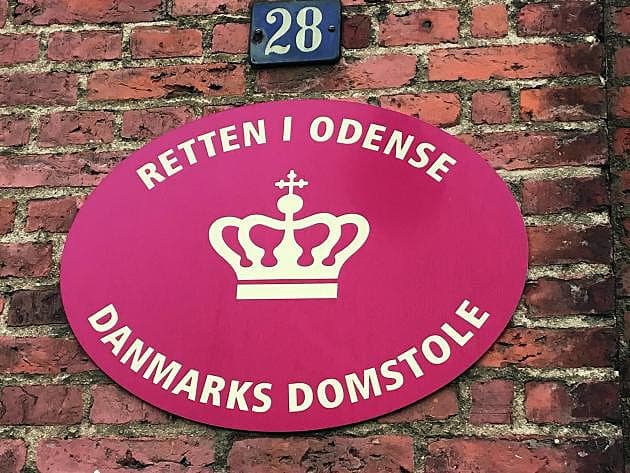 28
RETTEN I ODENSE
DANMARKS DOMSTOLE